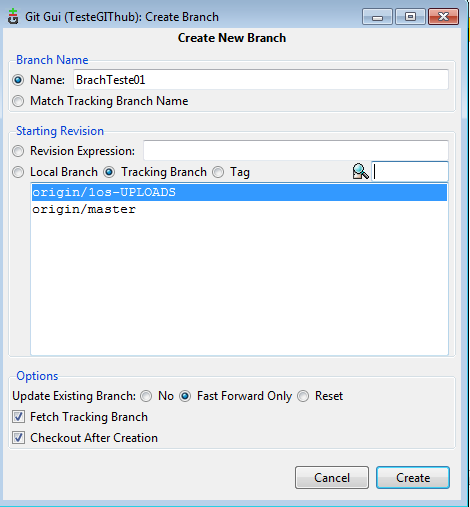 Git Gui (TesteGIThub): Create Branch
Create New Branch
Branch Name
Name: BrachTeste01
Match Tracking Branch Name
Starting Revision
Revision Expression:
Local Branch Tracking Branch Tag
origin/1os-UPLOADS
origin/master
Options
Update Existing Branch: No Fast Forward Only Reset
Fetch Tracking Branch
Checkout After Creation
Cancel Create